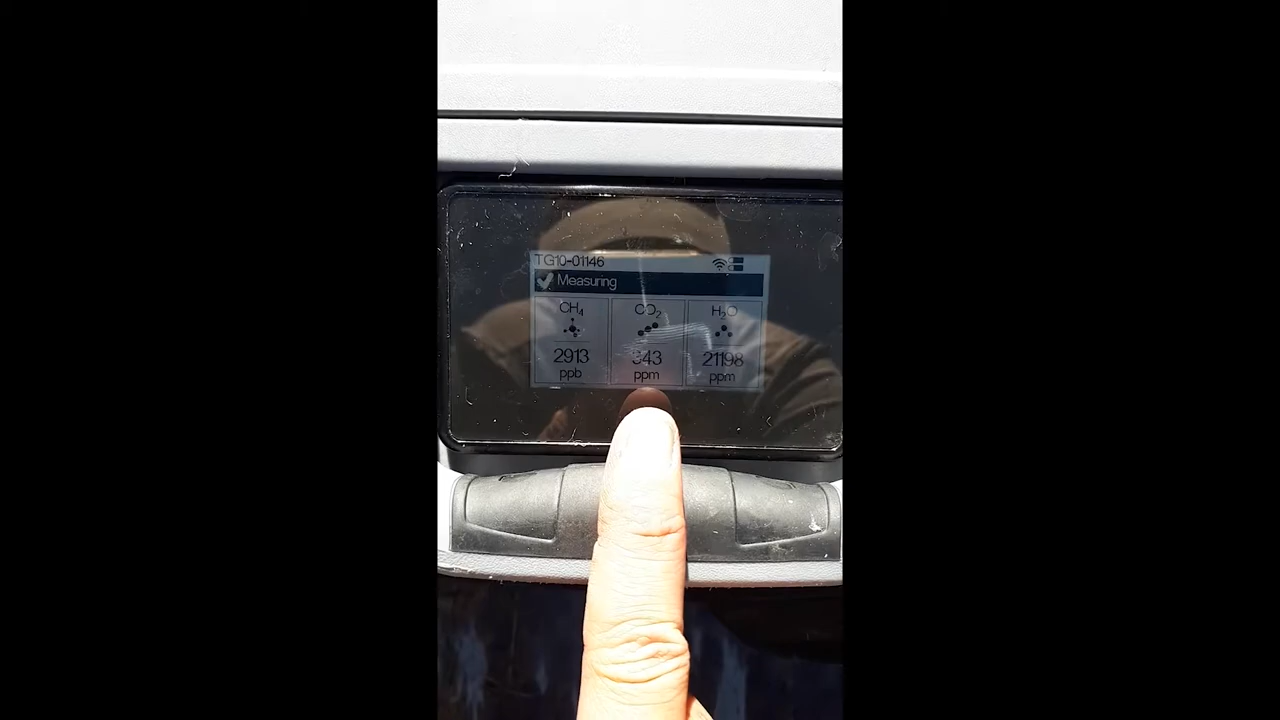 TG10-01146
Measuring
CH₄ CO₂ H₂O
2913 343 21198
ppb ppm ppm